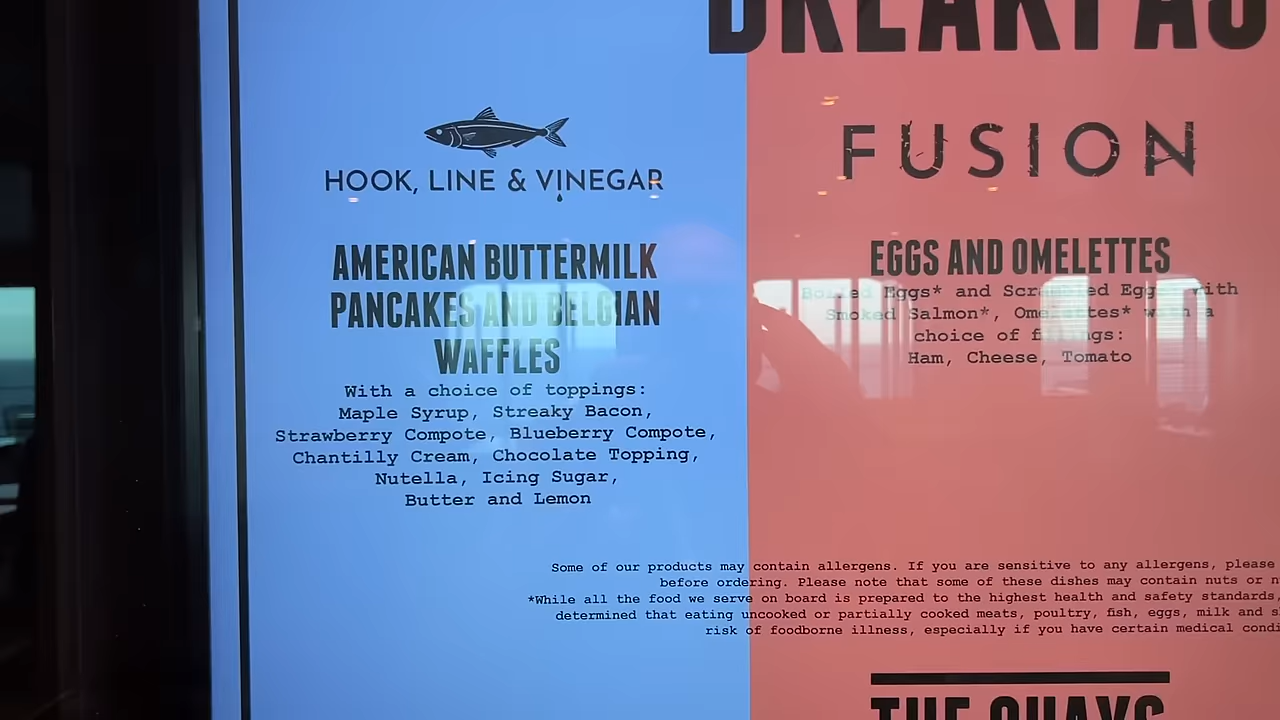 BREAKFAS
HOOK, LINE & VINEGAR
AMERICAN BUTTERMILK
PANCAKES AND BELGIAN
WAFFLES
With a choice of toppings:
Maple Syrup, Streaky Bacon,
Strawberry Compote, Blueberry Compote,
Chantilly Cream, Chocolate Topping,
Nutella, Icing Sugar,
Butter and Lemon
FUSION
EGGS AND OMELETTES
Boiled Eggs* and Scrambled Eggs with
Smoked Salmon*, Omelettes* with a
choice of fillings:
Ham, Cheese, Tomato
Some of our products may contain allergens. If you are sensitive to any allergens, please
before ordering. Please note that some of these dishes may contain nuts or n
*While all the food we serve on board is prepared to the highest health and safety standards,
determined that eating uncooked or partially cooked meats, poultry, fish, eggs, milk and s
risk of foodborne illness, especially if you have certain medical condi
THE QUAYS